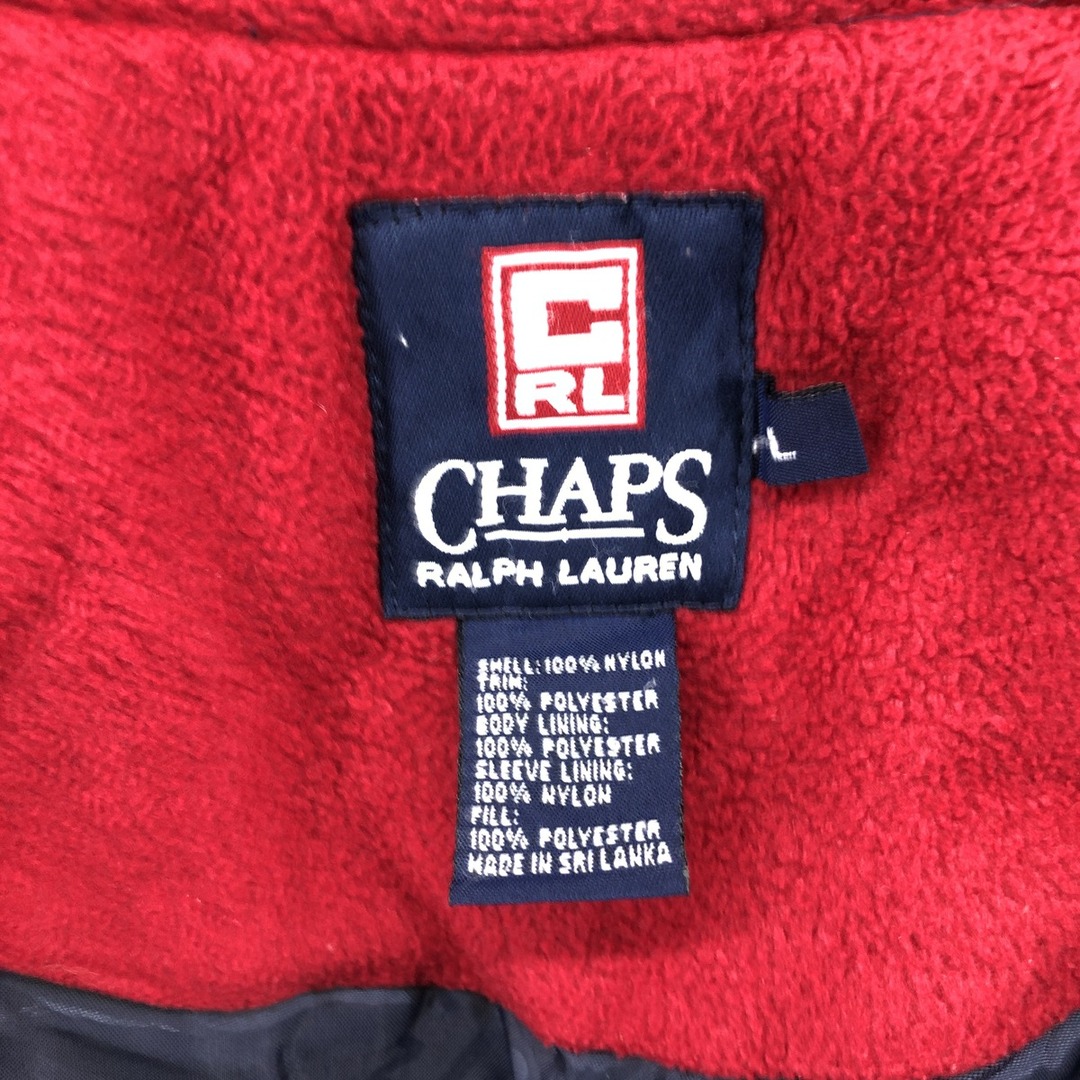 C
RL
CHAPS
RALPH LAUREN
L
SHELL: 100% NYLON
TRIM:
100% POLYESTER
BODY LINING:
100% POLYESTER
SLEEVE LINING:
100% NYLON
FILL:
100% POLYESTER
MADE IN SRI LANKA